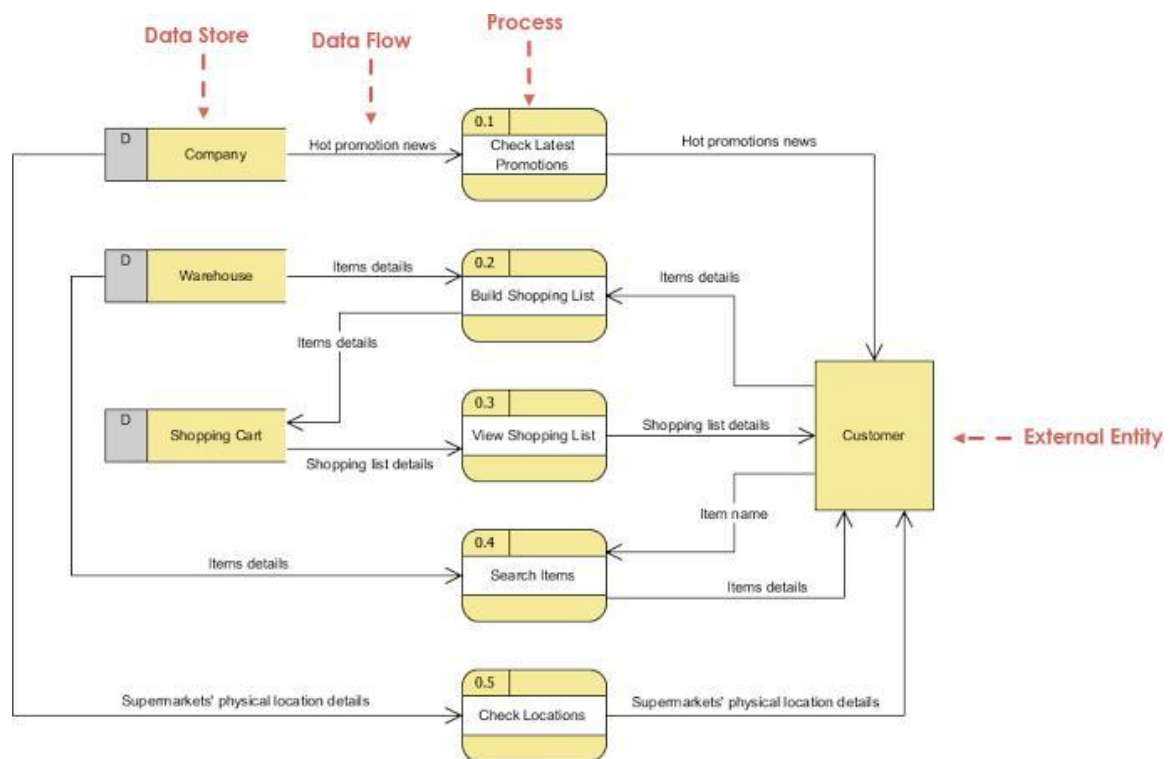 Data Store
Data Flow
Process
D
Company
Hot promotion news
0.1
Check Latest
Promotions
Hot promotions news
D
Warehouse
Items details
0.2
Build Shopping List
Items details
Items details
D
Shopping Cart
Shopping list details
0.3
View Shopping List
Shopping list details
Customer
External Entity
Item name
0.4
Search Items
Items details
Items details
0.5
Check Locations
Supermarkets' physical location details
Supermarkets' physical location details